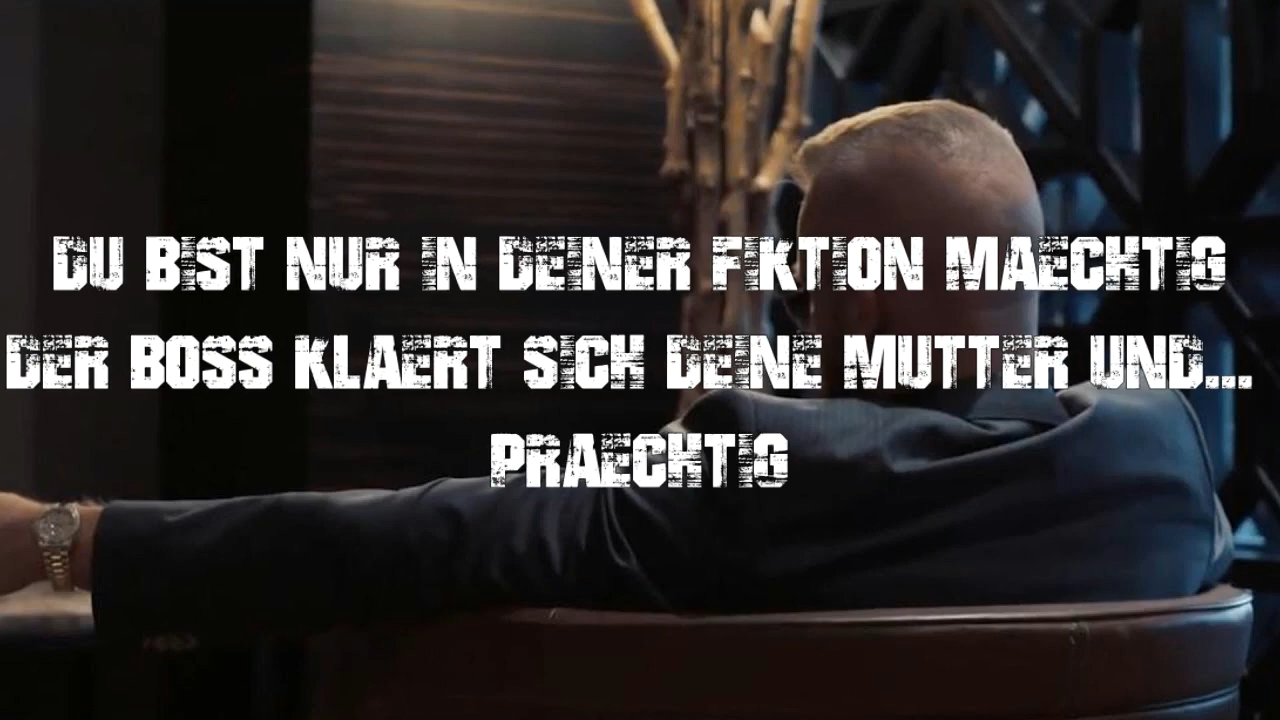 DU BIST NUR IN DEINER FIKTION MAECHTIG
DER BOSS KLAERT SICH DEINE MUTTER UND...
PRAECHTIG